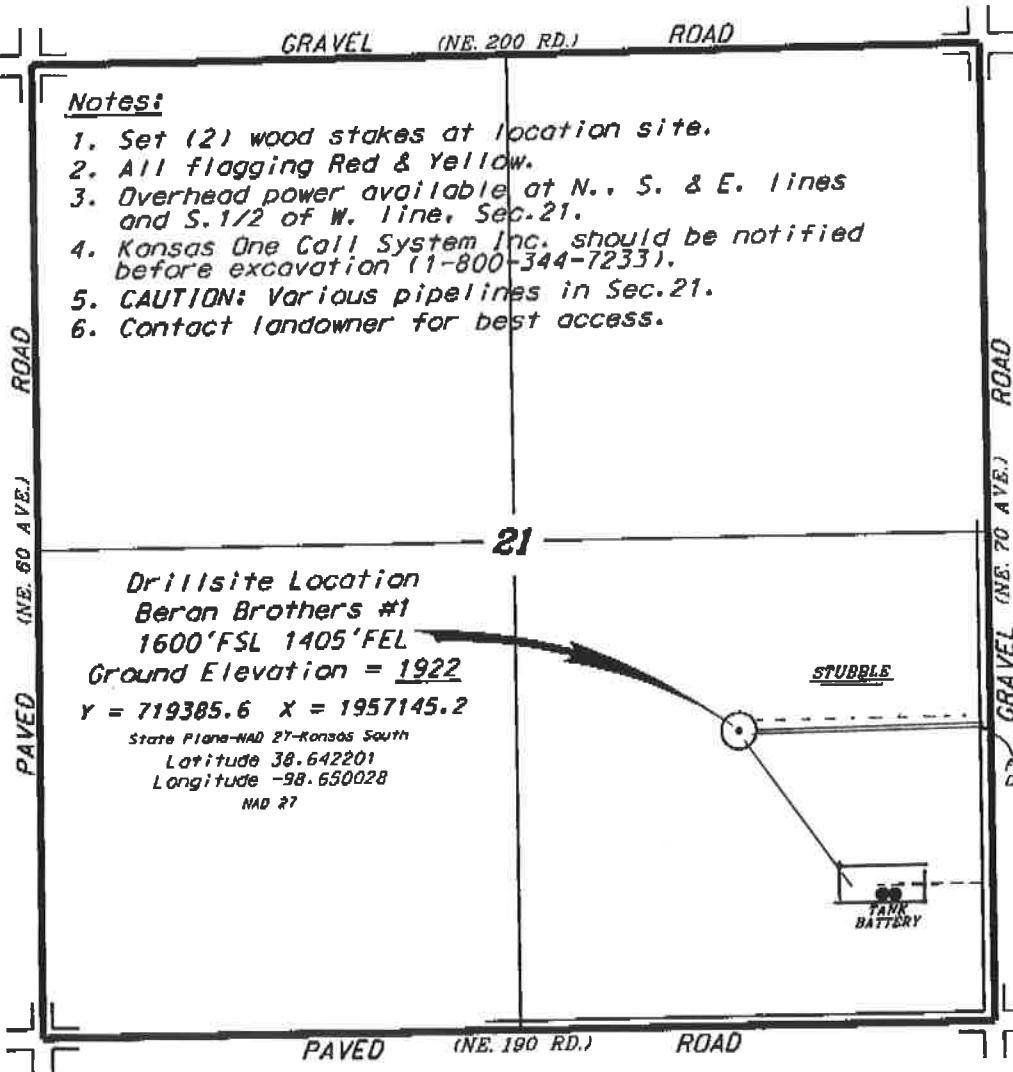 GRAVEL (NE. 200 RD.) ROAD
Notes:
1. Set (2) wood stakes at location site.
2. All flagging Red & Yellow.
3. Overhead power available at N., S. & E. lines
and S.1/2 of W. line, Sec.21.
4. Kansas One Call System Inc. should be notified
before excavation (1-800-344-7233).
5. CAUTION: Various pipelines in Sec.21.
6. Contact landowner for best access.
PAVED (NE. 60 AVE.) ROAD
GRAVEL (NE. 70 AVE.) ROAD
21
Drillsite Location
Beran Brothers #1
1600'FSL 1405'FEL
Ground Elevation = 1922
Y = 719385.6 X = 1957145.2
State Plane-NAD 27-Kansas South
Latitude 38.642201
Longitude -98.650028
NAD 27
STUBBLE
TANK
BATTERY
PAVED (NE. 190 RD.) ROAD